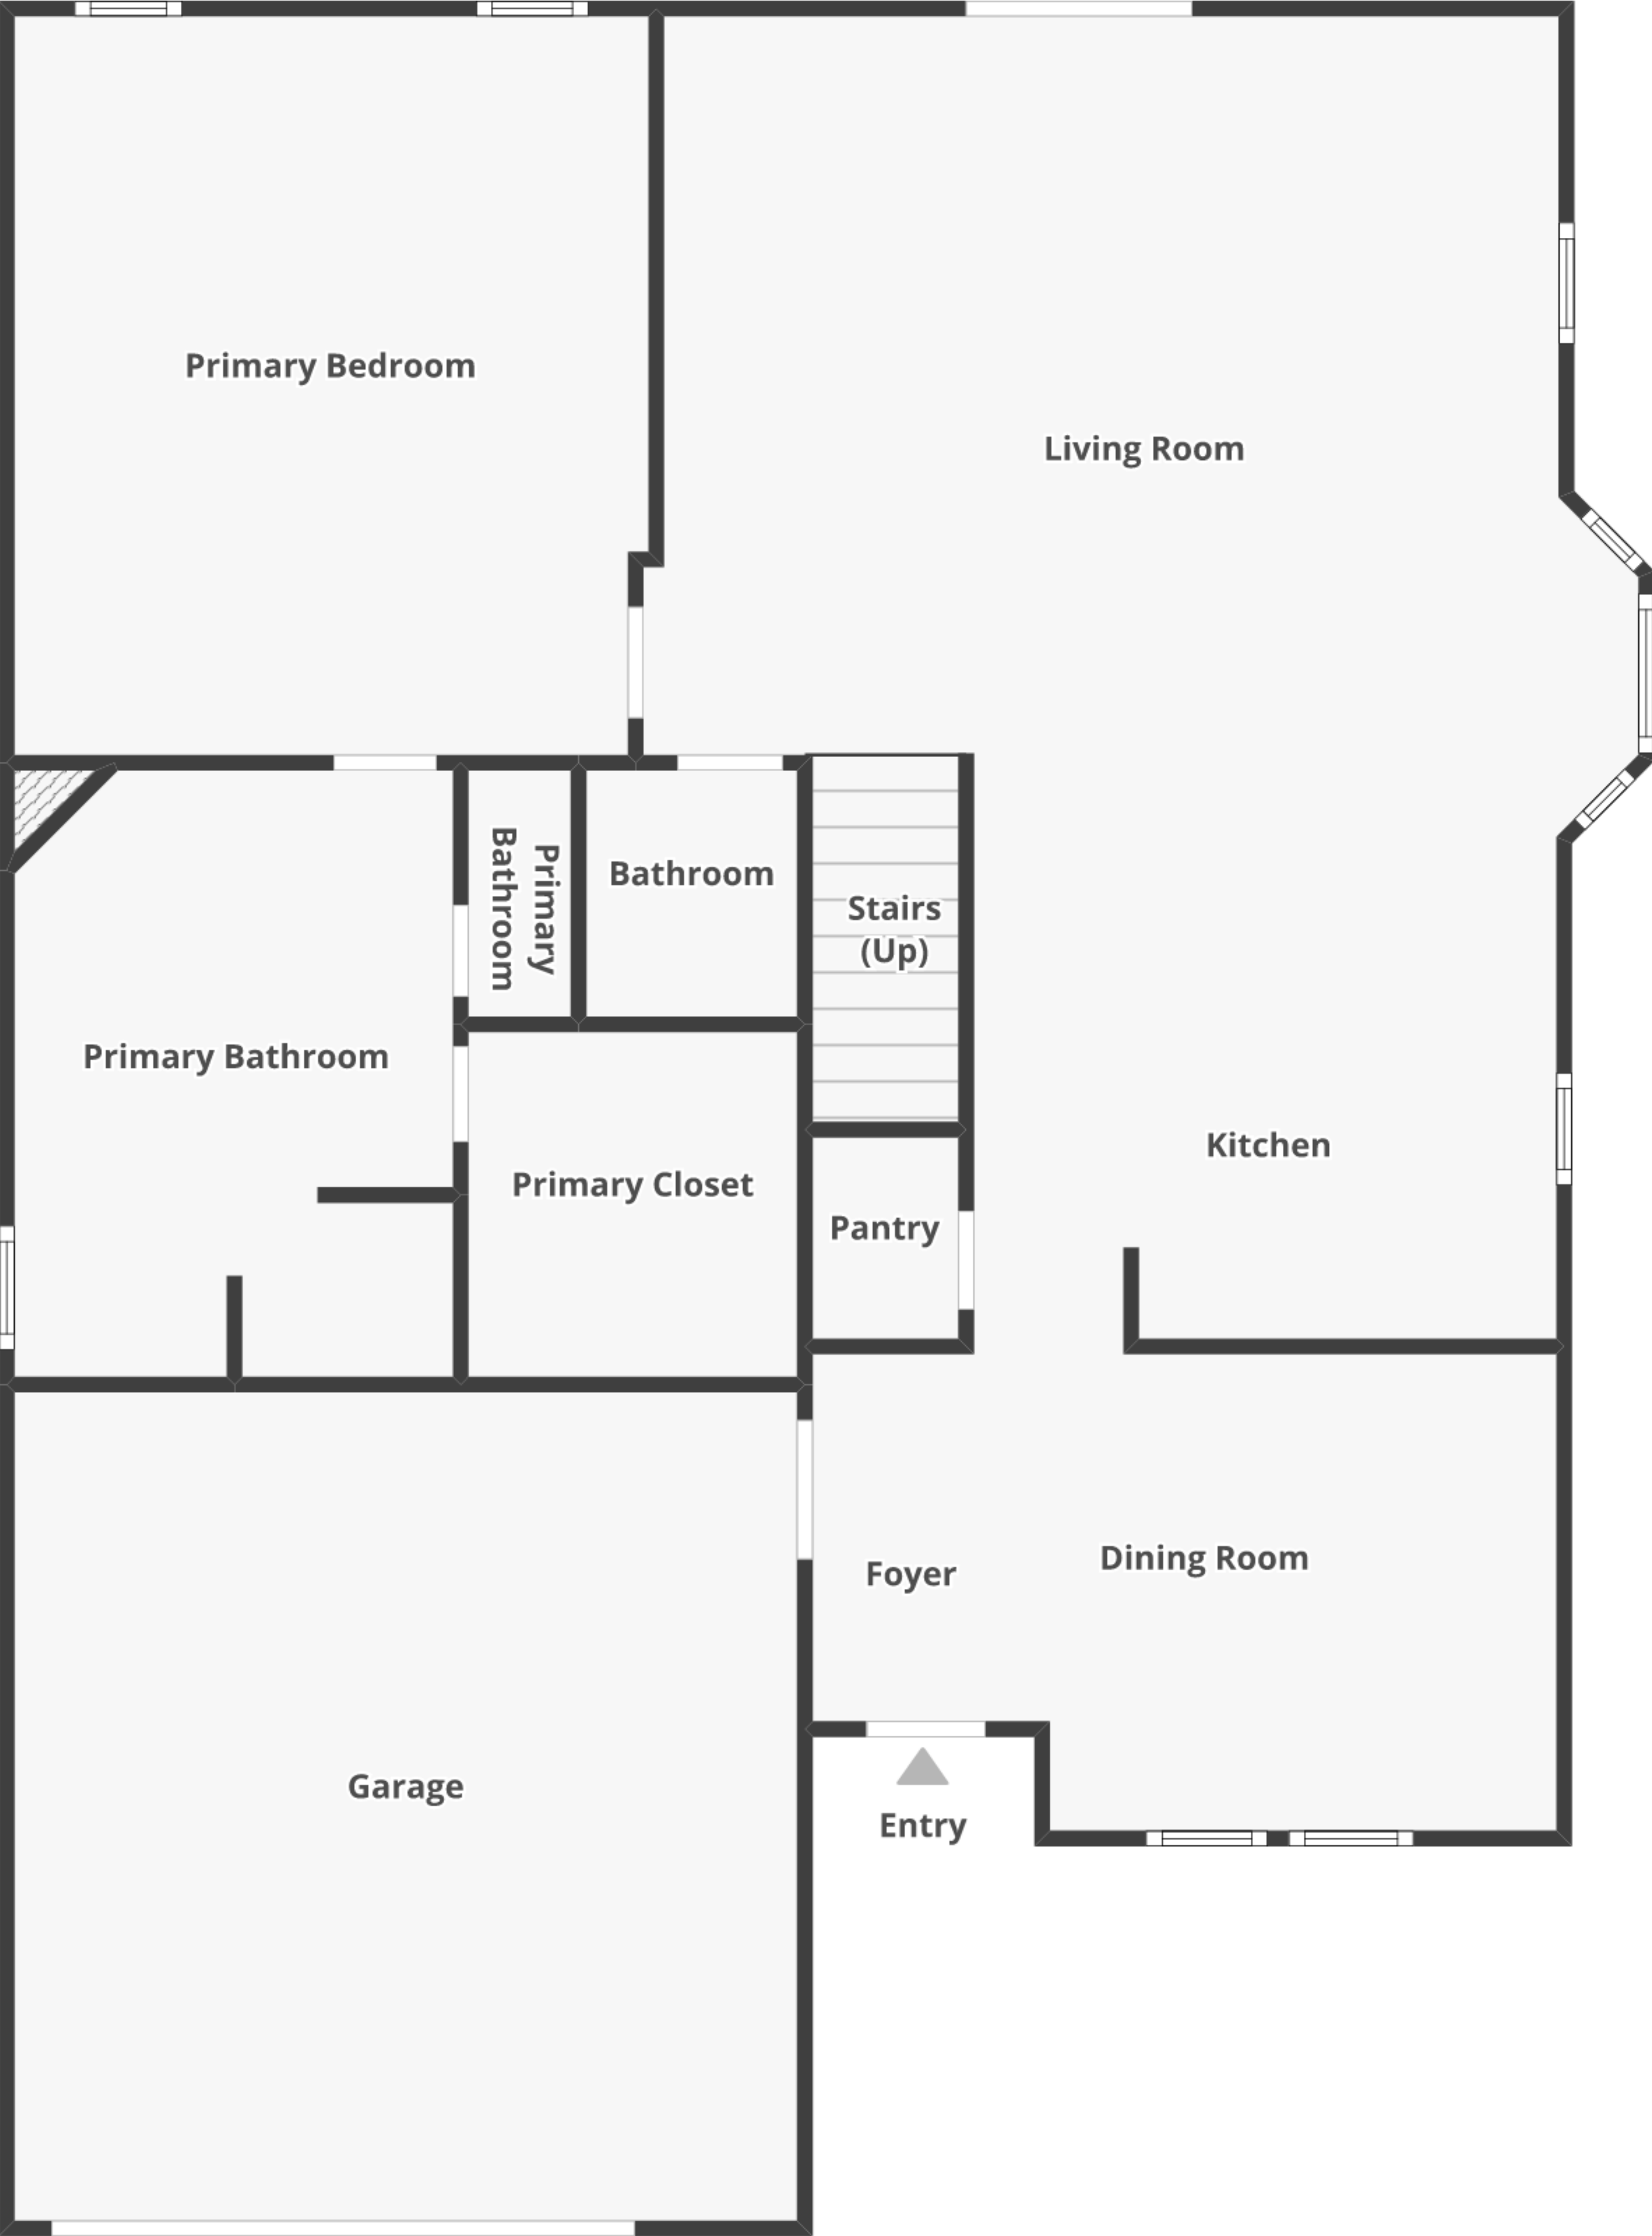 Primary Bedroom
Living Room
Primary
Bathroom
Bathroom
Stairs
(Up)
Primary Bathroom
Kitchen
Primary Closet
Pantry
Foyer
Dining Room
Garage
Entry